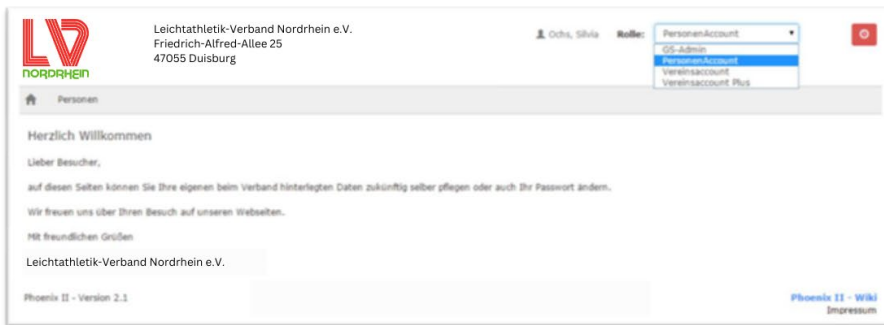 LV
NORDRHEIN
Leichtathletik-Verband Nordrhein e.V.
Friedrich-Alfred-Allee 25
47055 Duisburg
Ochs, Silvia Rolle: PersonenAccount
GS-Admin
PersonenAccount
Vereinsaccount
Vereinsaccount Plus
Personen
Herzlich Willkommen
Lieber Besucher,
auf diesen Seiten können Sie Ihre eigenen beim Verband hinterlegten Daten zukünftig selber pflegen oder auch Ihr Passwort ändern.
Wir freuen uns über Ihren Besuch auf unseren Webseiten.
Mit freundlichen Grüßen
Leichtathletik-Verband Nordrhein e.V.
Phoenix II - Version 2.1
Phoenix II - Wiki
Impressum